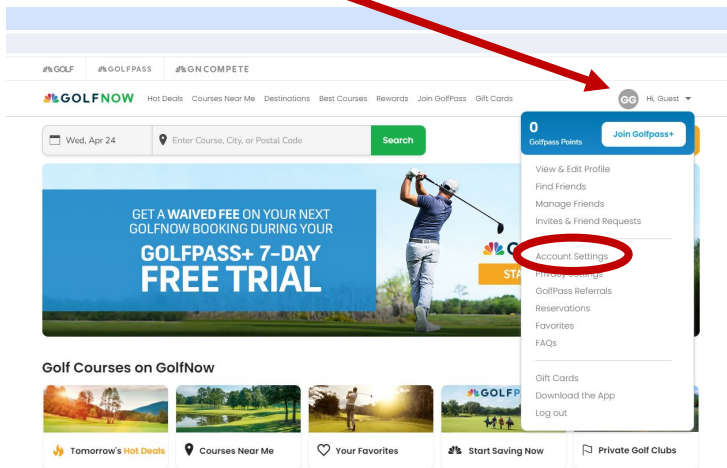 GOLF GOLFPASS GNCOMPETE
GOLFNOW Hot Deals Courses Near Me Destinations Best Courses Rewards Join GolfPass Gift Cards GG Hi, Guest
Wed, Apr 24 Enter Course, City, or Postal Code Search
0
Golfpass Points
Join Golfpass+
View & Edit Profile
Find Friends
Manage Friends
Invites & Friend Requests
Account Settings
Privacy Settings
GolfPass Referrals
Reservations
Favorites
FAQs
Gift Cards
Download the App
Log out
GET A WAIVED FEE ON YOUR NEXT
GOLFNOW BOOKING DURING YOUR
GOLFPASS+ 7-DAY
FREE TRIAL
Golf Courses on GolfNow
Tomorrow's Hot Deals
Courses Near Me
Your Favorites
Start Saving Now
Private Golf Clubs